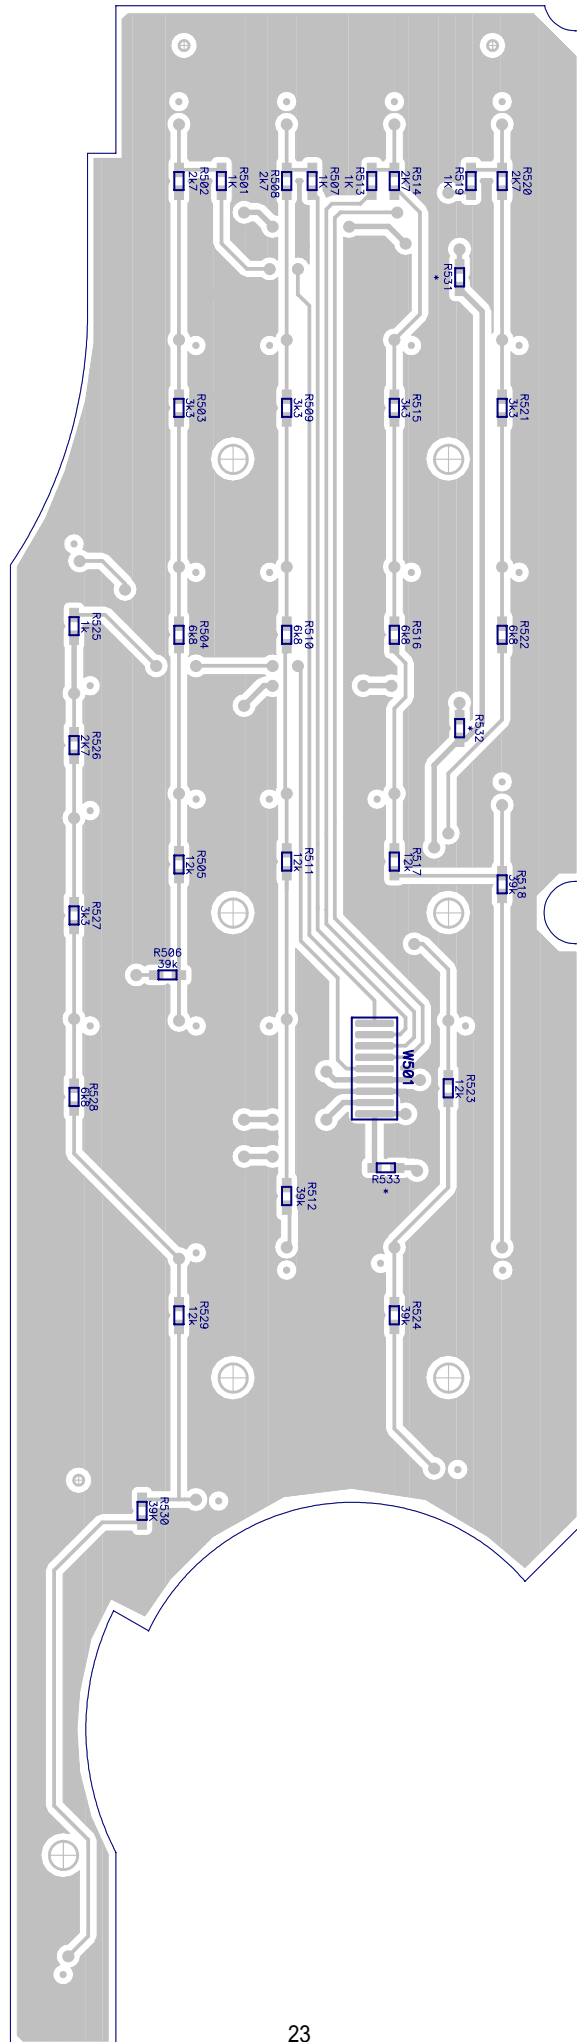 R502
2k7
R501
1K
R508
2k7
R507
1K
R513
1K
R514
2K7
R519
1K
R520
2K7
R531
*
R503
3k3
R509
3k3
R515
3k3
R521
3k3
R525
1k
R504
6k8
R510
6k8
R516
6k8
R522
6k8
R526
2K7
R532
*
R505
12k
R511
12k
R517
12k
R518
39k
R527
3k3
R506
39k
W501
R528
6k8
R523
12k
R533
*
R512
39k
R529
12k
R524
39k
R530
39K
23